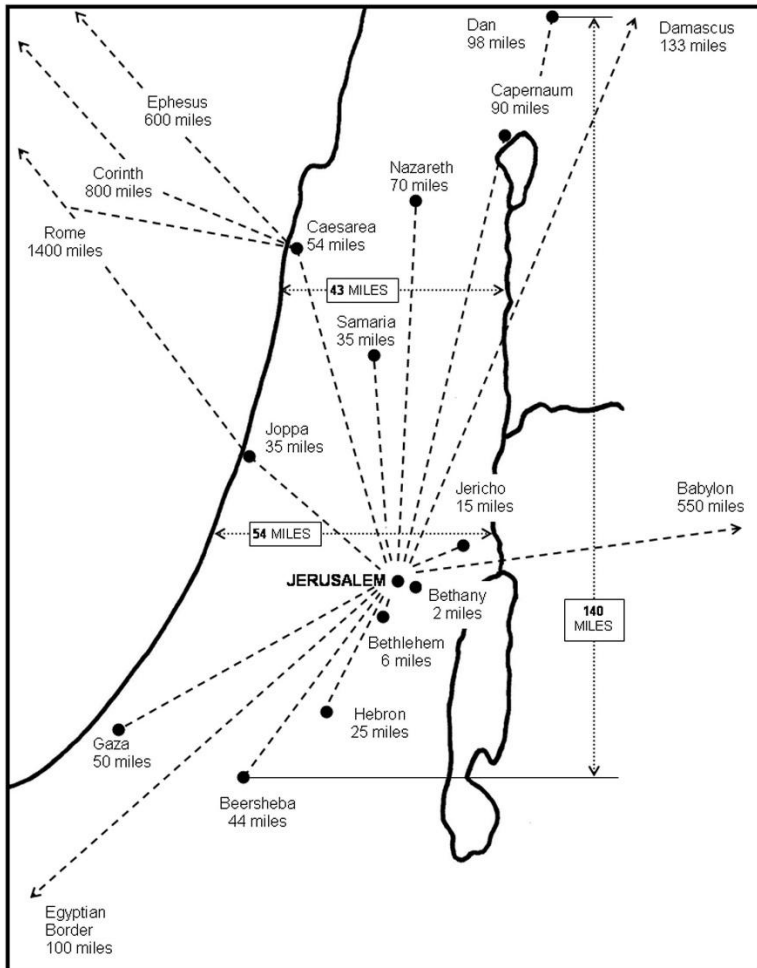 Dan
98 miles
Damascus
133 miles
Capernaum
90 miles
Ephesus
600 miles
Corinth
800 miles
Nazareth
70 miles
Rome
1400 miles
Caesarea
54 miles
43 MILES
Samaria
35 miles
Joppa
35 miles
Jericho
15 miles
Babylon
550 miles
54 MILES
JERUSALEM
Bethany
2 miles
140
MILES
Bethlehem
6 miles
Hebron
25 miles
Gaza
50 miles
Beersheba
44 miles
Egyptian
Border
100 miles